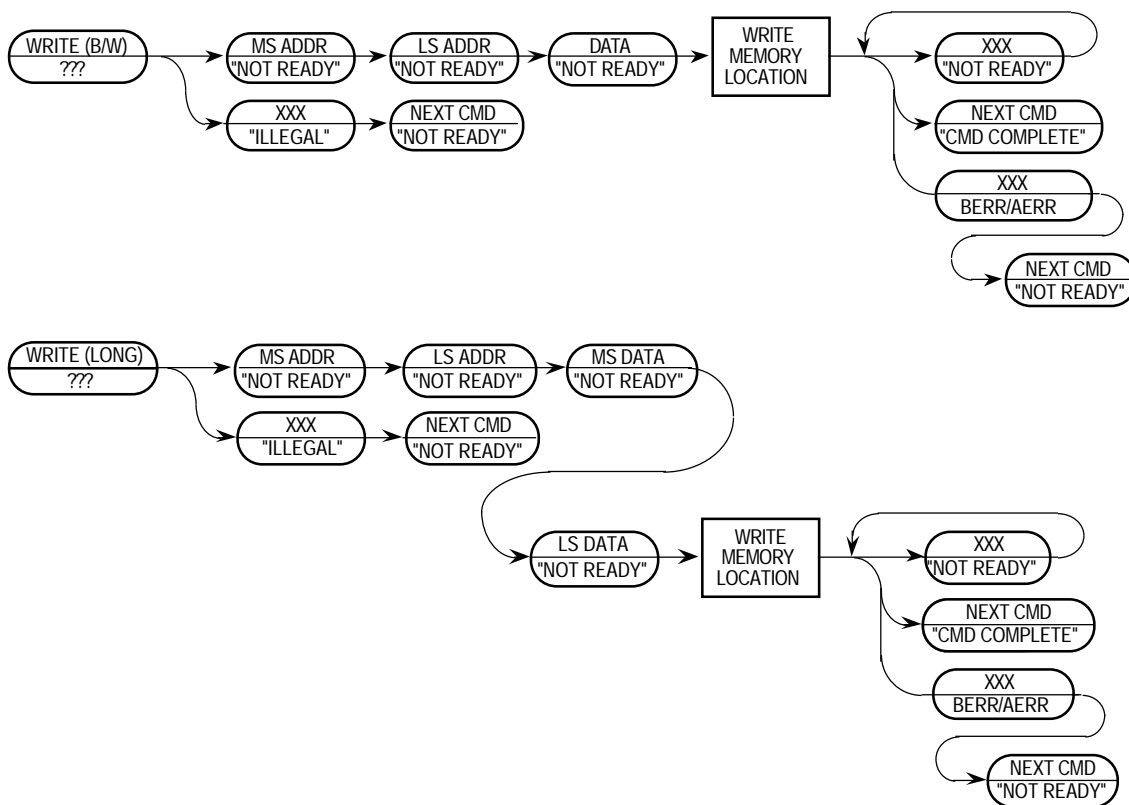 WRITE (B/W)
???
MS ADDR
"NOT READY"
LS ADDR
"NOT READY"
DATA
"NOT READY"
WRITE
MEMORY
LOCATION
XXX
"NOT READY"
XXX
"ILLEGAL"
NEXT CMD
"NOT READY"
NEXT CMD
"CMD COMPLETE"
XXX
BERR/AERR
NEXT CMD
"NOT READY"
WRITE (LONG)
???
MS ADDR
"NOT READY"
LS ADDR
"NOT READY"
MS DATA
"NOT READY"
XXX
"ILLEGAL"
NEXT CMD
"NOT READY"
LS DATA
"NOT READY"
WRITE
MEMORY
LOCATION
XXX
"NOT READY"
NEXT CMD
"CMD COMPLETE"
XXX
BERR/AERR
NEXT CMD
"NOT READY"